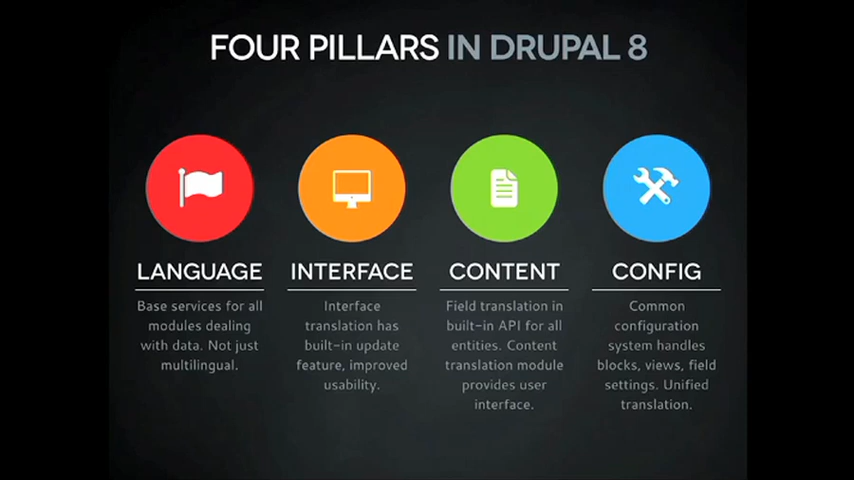 FOUR PILLARS IN DRUPAL 8
LANGUAGE
Base services for all
modules dealing
with data. Not just
multilingual.
INTERFACE
Interface
translation has
built-in update
feature, improved
usability.
CONTENT
Field translation in
built-in API for all
entities. Content
translation module
provides user
interface.
CONFIG
Common
configuration
system handles
blocks, views, field
settings. Unified
translation.